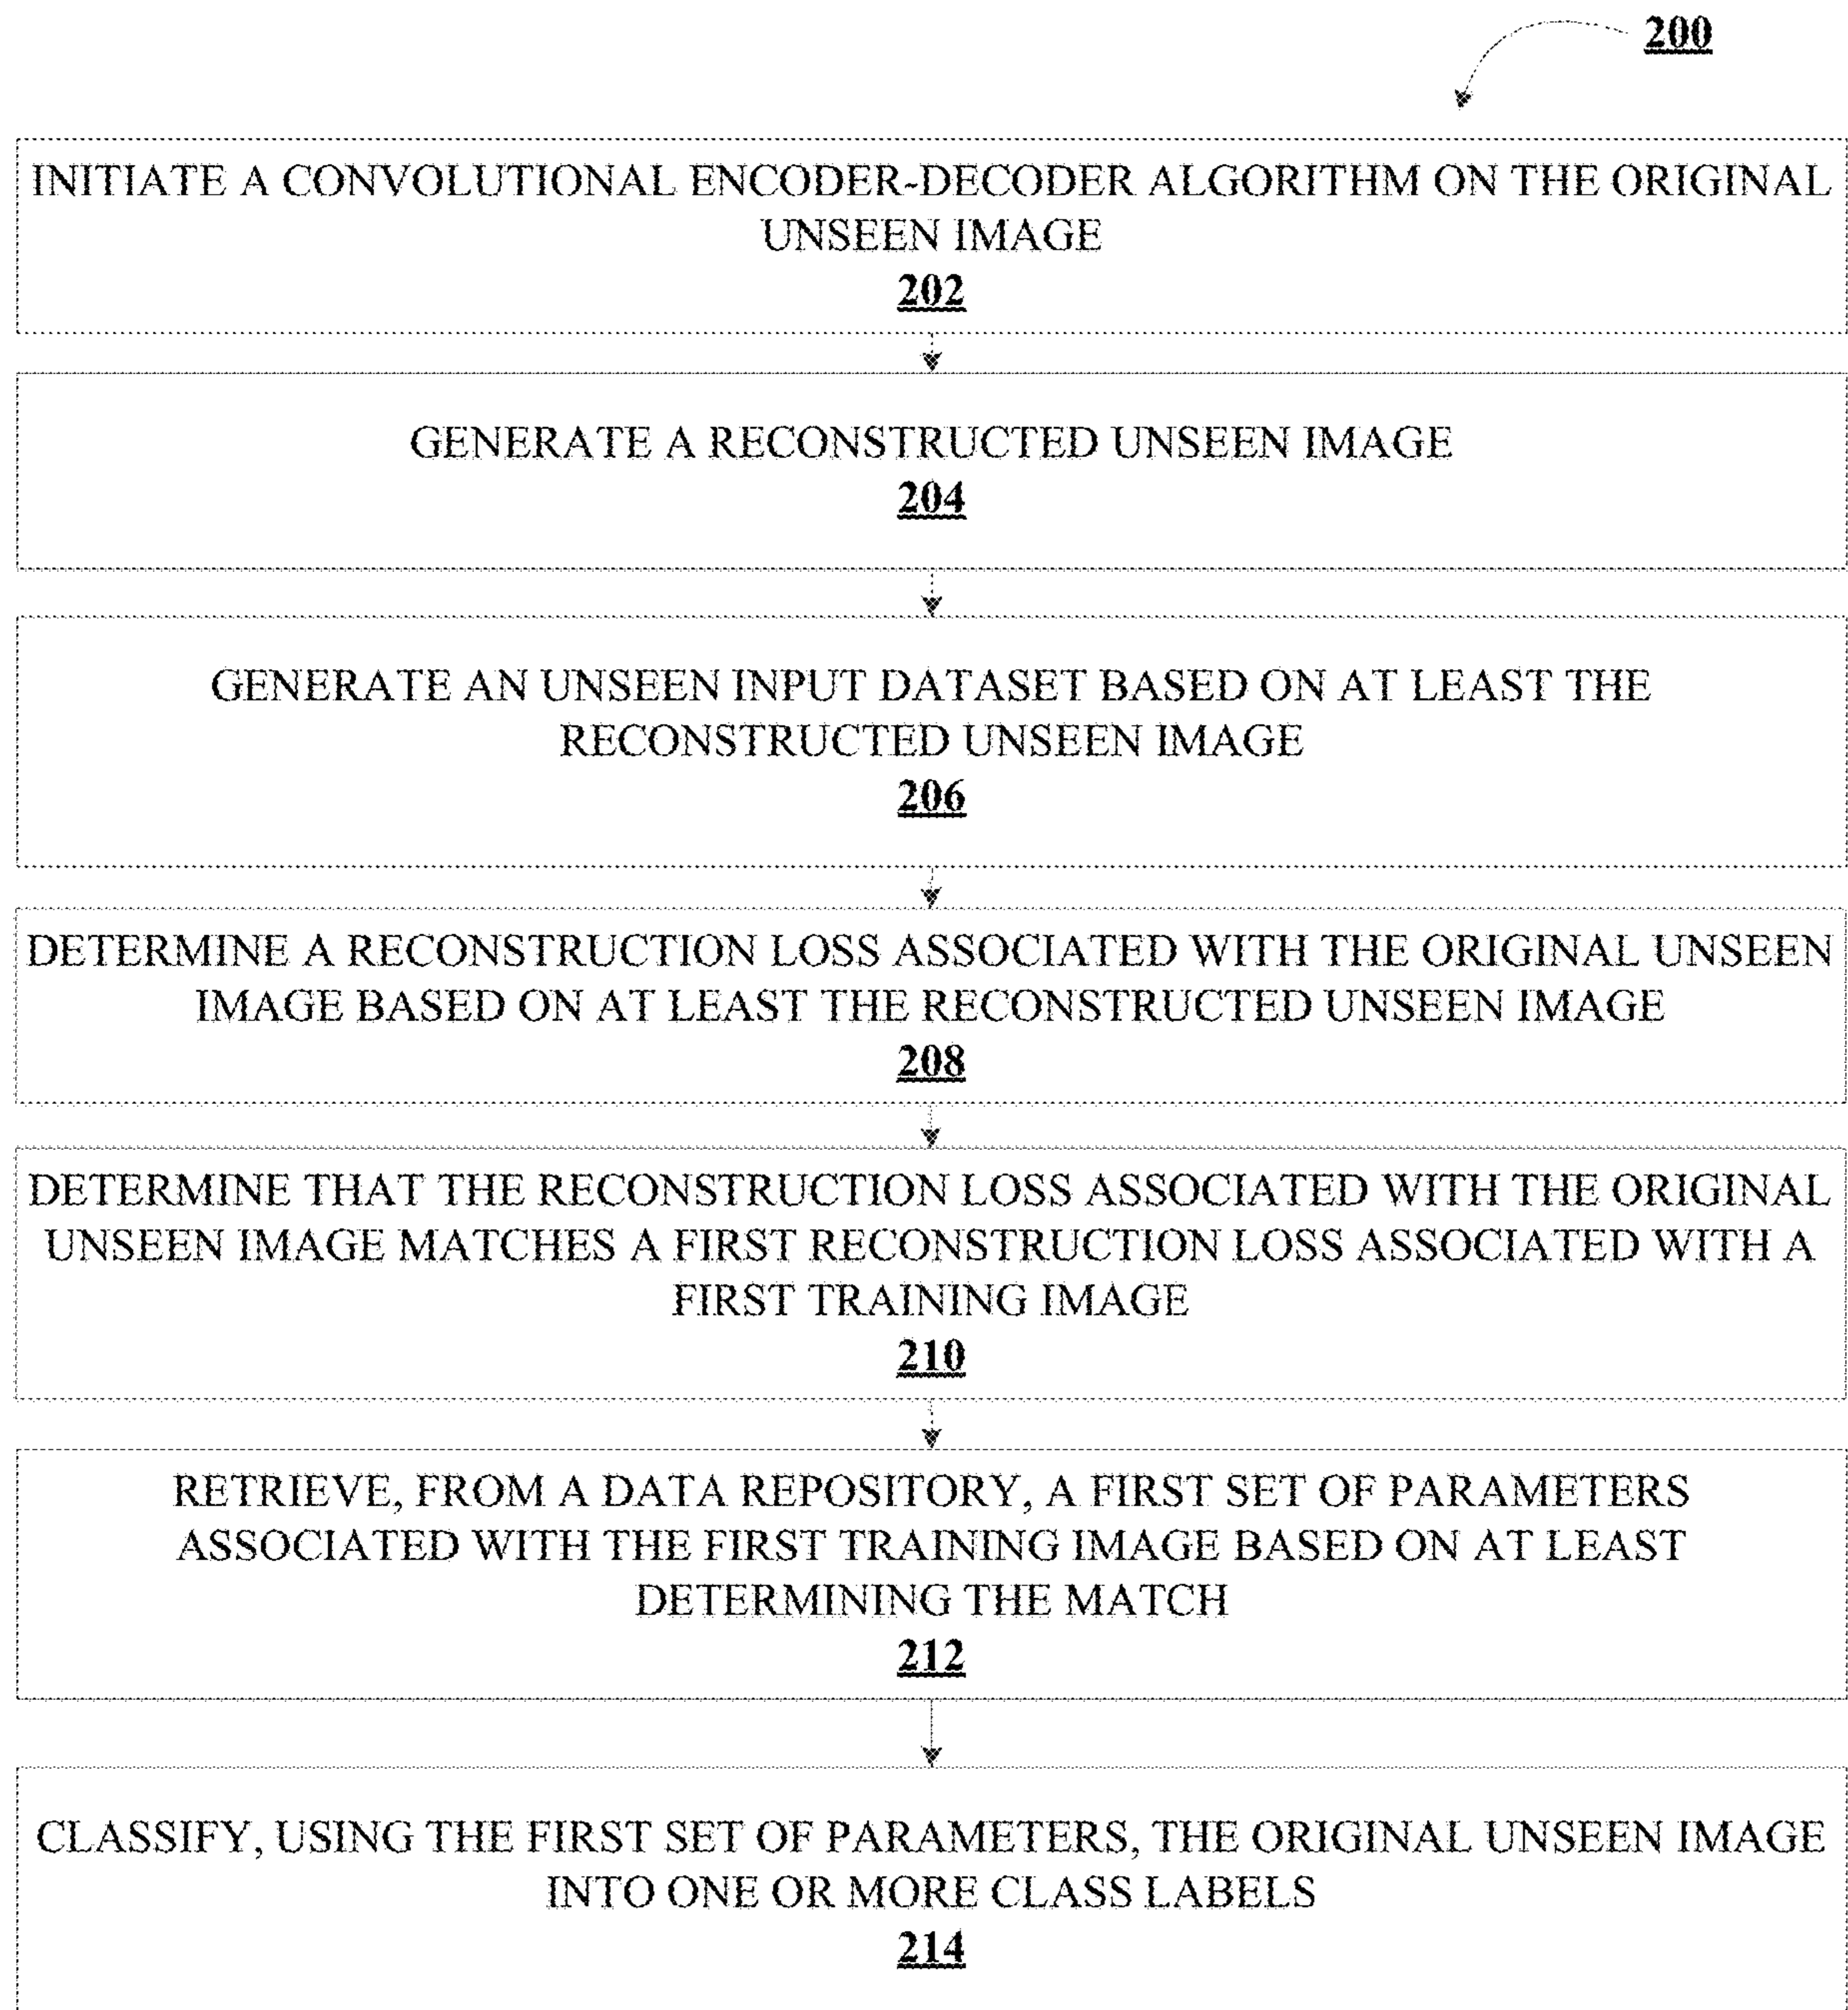 200
INITIATE A CONVOLUTIONAL ENCODER-DECODER ALGORITHM ON THE ORIGINAL
UNSEEN IMAGE
202
GENERATE A RECONSTRUCTED UNSEEN IMAGE
204
GENERATE AN UNSEEN INPUT DATASET BASED ON AT LEAST THE
RECONSTRUCTED UNSEEN IMAGE
206
DETERMINE A RECONSTRUCTION LOSS ASSOCIATED WITH THE ORIGINAL UNSEEN
IMAGE BASED ON AT LEAST THE RECONSTRUCTED UNSEEN IMAGE
208
DETERMINE THAT THE RECONSTRUCTION LOSS ASSOCIATED WITH THE ORIGINAL
UNSEEN IMAGE MATCHES A FIRST RECONSTRUCTION LOSS ASSOCIATED WITH A
FIRST TRAINING IMAGE
210
RETRIEVE, FROM A DATA REPOSITORY, A FIRST SET OF PARAMETERS
ASSOCIATED WITH THE FIRST TRAINING IMAGE BASED ON AT LEAST
DETERMINING THE MATCH
212
CLASSIFY, USING THE FIRST SET OF PARAMETERS, THE ORIGINAL UNSEEN IMAGE
INTO ONE OR MORE CLASS LABELS
214